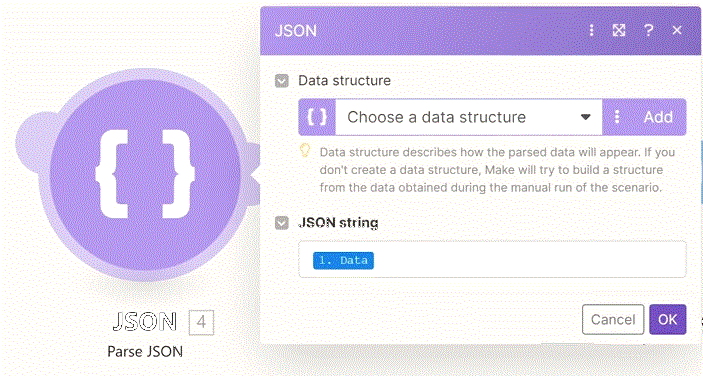 JSON
?
Data structure
{ } Choose a data structure Add
Data structure describes how the parsed data will appear. If you
don't create a data structure, Make will try to build a structure
from the data obtained during the manual run of the scenario.
JSON string
1. Data
Cancel OK
{ }
JSON 4
Parse JSON